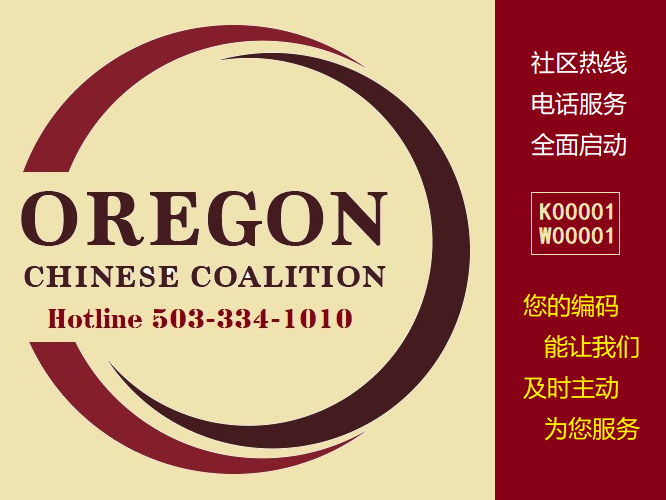 OREGON
CHINESE COALITION
Hotline 503-334-1010
社区热线
电话服务
全面启动
K00001
W00001
您的编码
能让我们
及时主动
为您服务